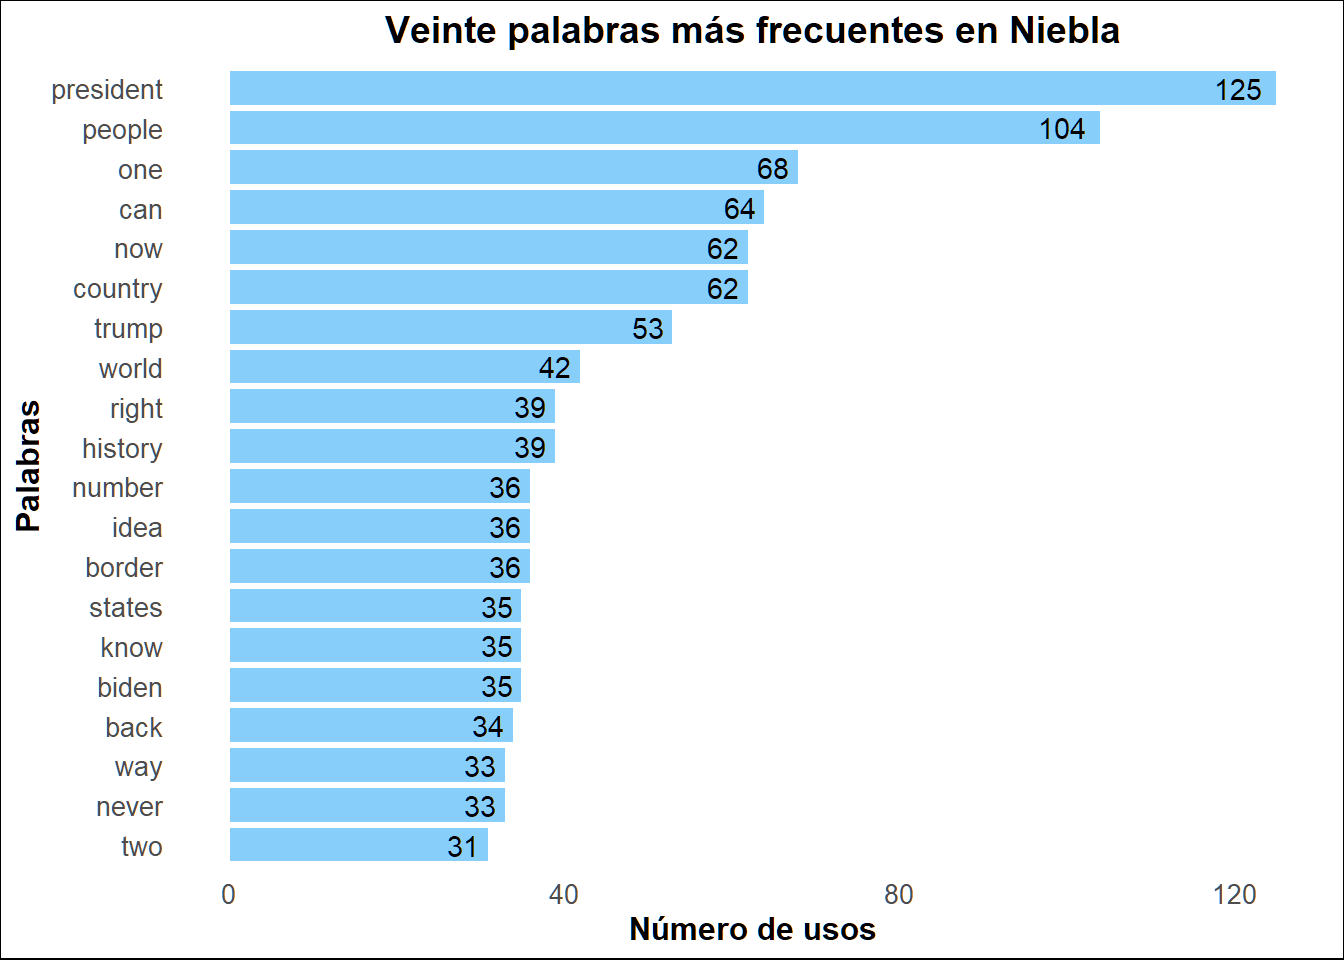 Veinte palabras más frecuentes en Niebla
president 125
people 104
one 68
can 64
now 62
country 62
trump 53
world 42
right 39
history 39
number 36
idea 36
border 36
states 35
know 35
biden 35
back 34
way 33
never 33
two 31
Palabras
0 40 80 120
Número de usos